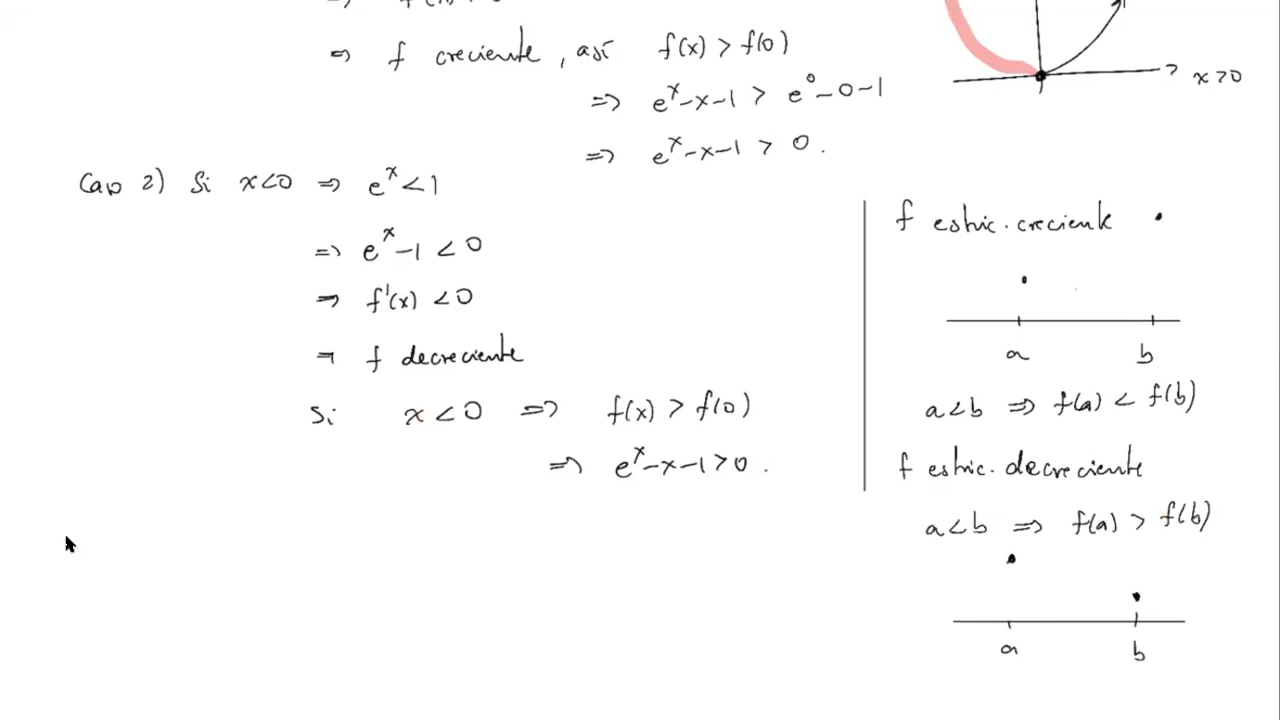 ⇒ f creciente, así f(x) > f(0)
⇒ e^x-x-1 > e^0-0-1
⇒ e^x-x-1 > 0.
x>0
Caso 2) Si x<0 ⇒ e^x<1
⇒ e^x-1 < 0
⇒ f'(x) <0
⇒ f decreciente
Si x<0 ⇒ f(x) > f(0)
⇒ e^x-x-1>0.
f estric. creciente
a b
a<b ⇒ f(a) < f(b)
f estric. decreciente
a<b ⇒ f(a) > f(b)
a b